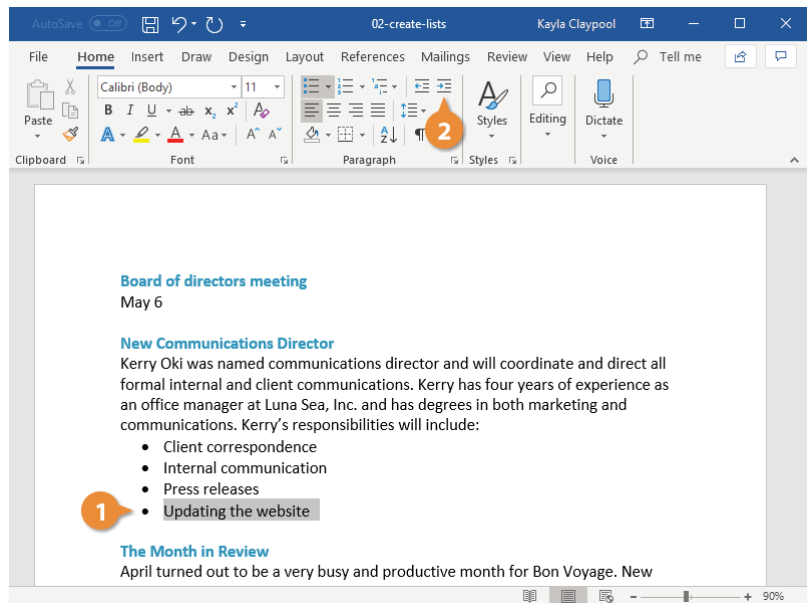 AutoSave Off 02-create-lists Kayla Claypool
File Home Insert Draw Design Layout References Mailings Review View Help Tell me
Calibri (Body) 11
B I U ab x2 x2 A
A A Aa A A
Paste Styles Editing Dictate
Clipboard Font Paragraph Styles Voice
2
Board of directors meeting
May 6
New Communications Director
Kerry Oki was named communications director and will coordinate and direct all
formal internal and client communications. Kerry has four years of experience as
an office manager at Luna Sea, Inc. and has degrees in both marketing and
communications. Kerry's responsibilities will include:
• Client correspondence
• Internal communication
• Press releases
1 • Updating the website
The Month in Review
April turned out to be a very busy and productive month for Bon Voyage. New
90%